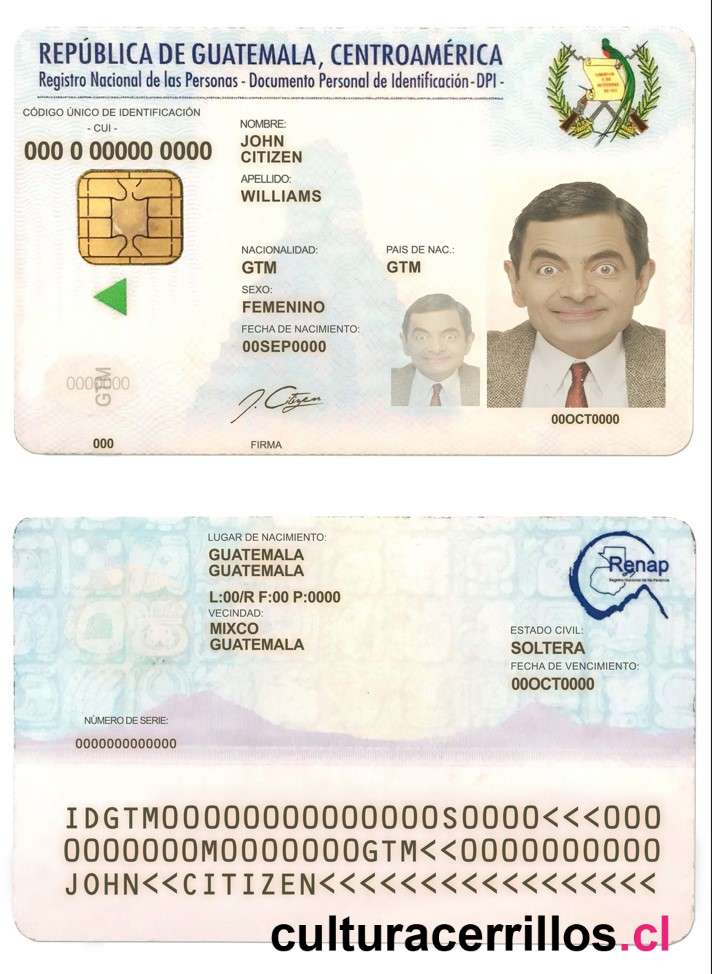 REPÚBLICA DE GUATEMALA, CENTROAMÉRICA
Registro Nacional de las Personas - Documento Personal de Identificación - DPI -
CÓDIGO ÚNICO DE IDENTIFICACIÓN
- CUI -
000 0 00000 0000
NOMBRE:
JOHN
CITIZEN
APELLIDO:
WILLIAMS
NACIONALIDAD:
GTM
PAIS DE NAC.:
GTM
SEXO:
FEMENINO
FECHA DE NACIMIENTO:
00SEP0000
GTM
000
J. Citizen
FIRMA
00OCT0000
LUGAR DE NACIMIENTO:
GUATEMALA
GUATEMALA
L:00/R F:00 P:0000
VECINDAD:
MIXCO
GUATEMALA
Renap
Registro Nacional de las Personas
ESTADO CIVIL:
SOLTERA
FECHA DE VENCIMIENTO:
00OCT0000
NÚMERO DE SERIE:
0000000000000
IDGTM000000000000000S0000<<<000
0000000M0000000GTM<<0000000000
JOHN<<CITIZEN<<<<<<<<<<<<<<<<<<
culturacerrillos.cl